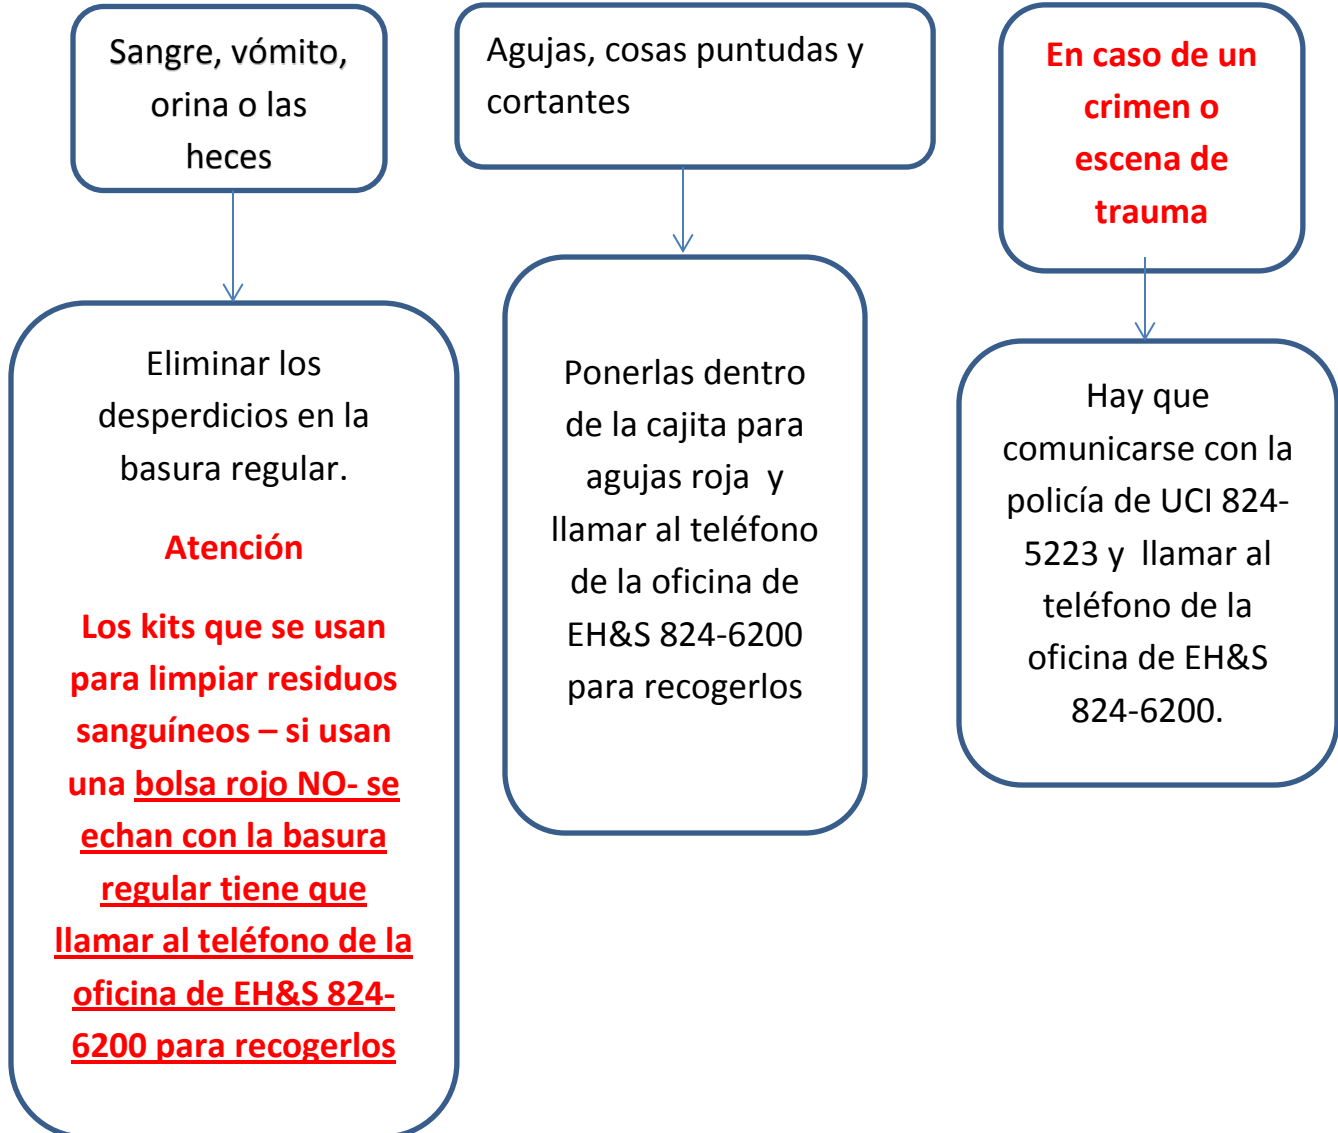 Sangre, vómito,
orina o las
heces
Agujas, cosas puntudas y
cortantes
En caso de un
crimen o
escena de
trauma
Eliminar los
desperdicios en la
basura regular.
Atención
Los kits que se usan
para limpiar residuos
sanguíneos – si usan
una bolsa rojo NO- se
echan con la basura
regular tiene que
llamar al teléfono de la
oficina de EH&S 824-
6200 para recogerlos
Ponerlas dentro
de la cajita para
agujas roja y
llamar al teléfono
de la oficina de
EH&S 824-6200
para recogerlos
Hay que
comunicarse con la
policía de UCI 824-
5223 y llamar al
teléfono de la
oficina de EH&S
824-6200.